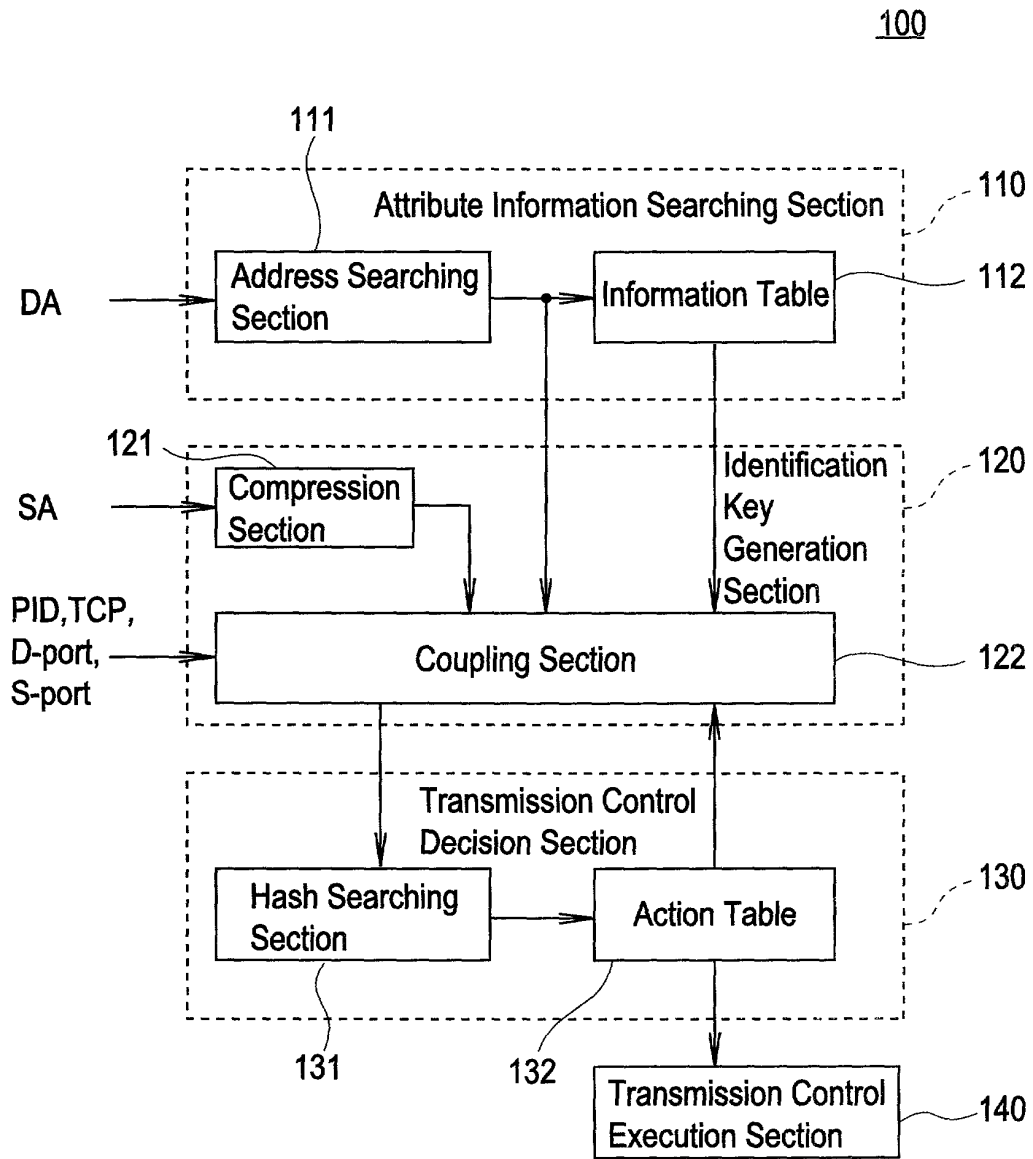 100
111
Attribute Information Searching Section
110
DA
Address Searching
Section
Information Table
112
121
SA
Compression
Section
Identification
Key
Generation
Section
120
PID,TCP,
D-port,
S-port
Coupling Section
122
Transmission Control
Decision Section
Hash Searching
Section
Action Table
130
131
132
Transmission Control
Execution Section
140